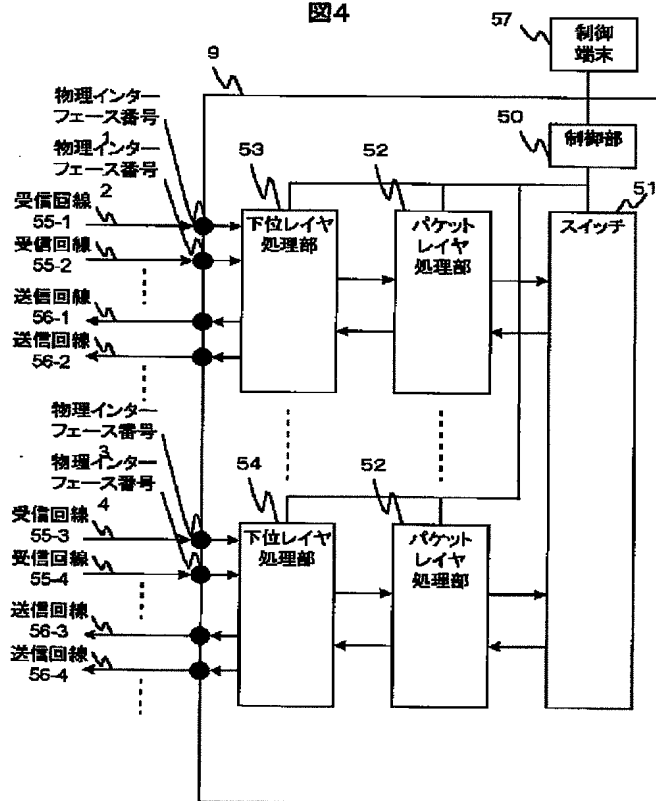 図4
57
制御
端末
9
物理インター
フェース番号
1
物理インター
フェース番号
2
50
制御部
53
52
51
受信回線
55-1
受信回線
55-2
送信回線
56-1
送信回線
56-2
下位レイヤ
処理部
パケット
レイヤ
処理部
スイッチ
物理インター
フェース番号
3
物理インター
フェース番号
4
54
52
受信回線
55-3
受信回線
55-4
送信回線
56-3
送信回線
56-4
下位レイヤ
処理部
パケット
レイヤ
処理部